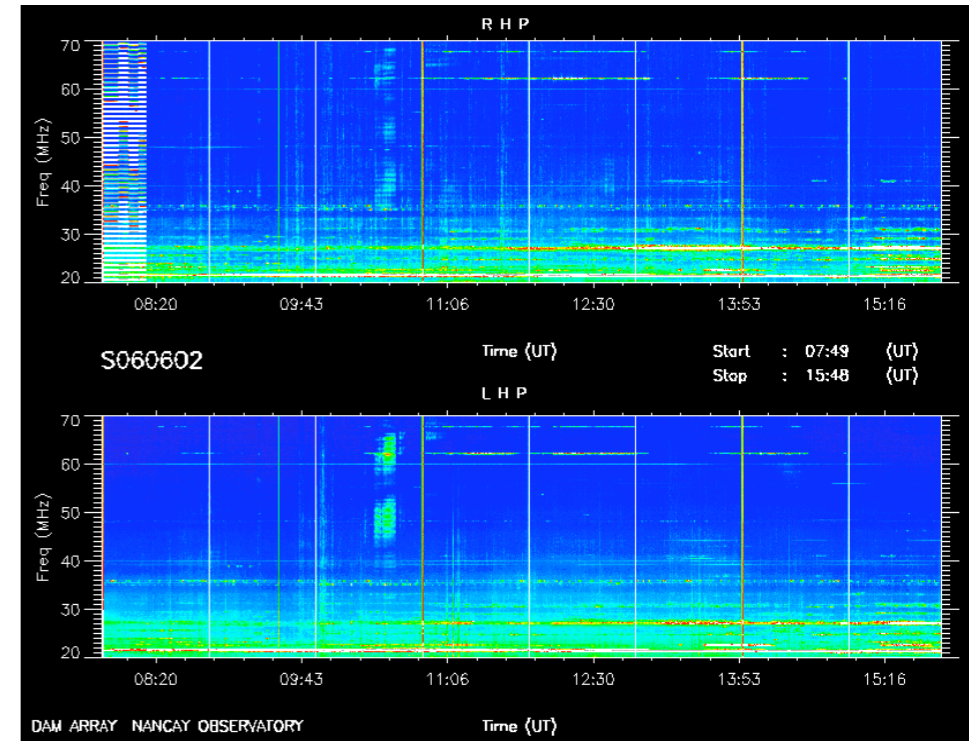 R H P
70
60
50
40
30
20
Freq (MHz)
08:20 09:43 11:06 12:30 13:53 15:16
Time (UT)
S060602
Start : 07:49 (UT)
Stop : 15:48 (UT)
L H P
70
60
50
40
30
20
Freq (MHz)
08:20 09:43 11:06 12:30 13:53 15:16
DAM ARRAY NANCAY OBSERVATORY
Time (UT)